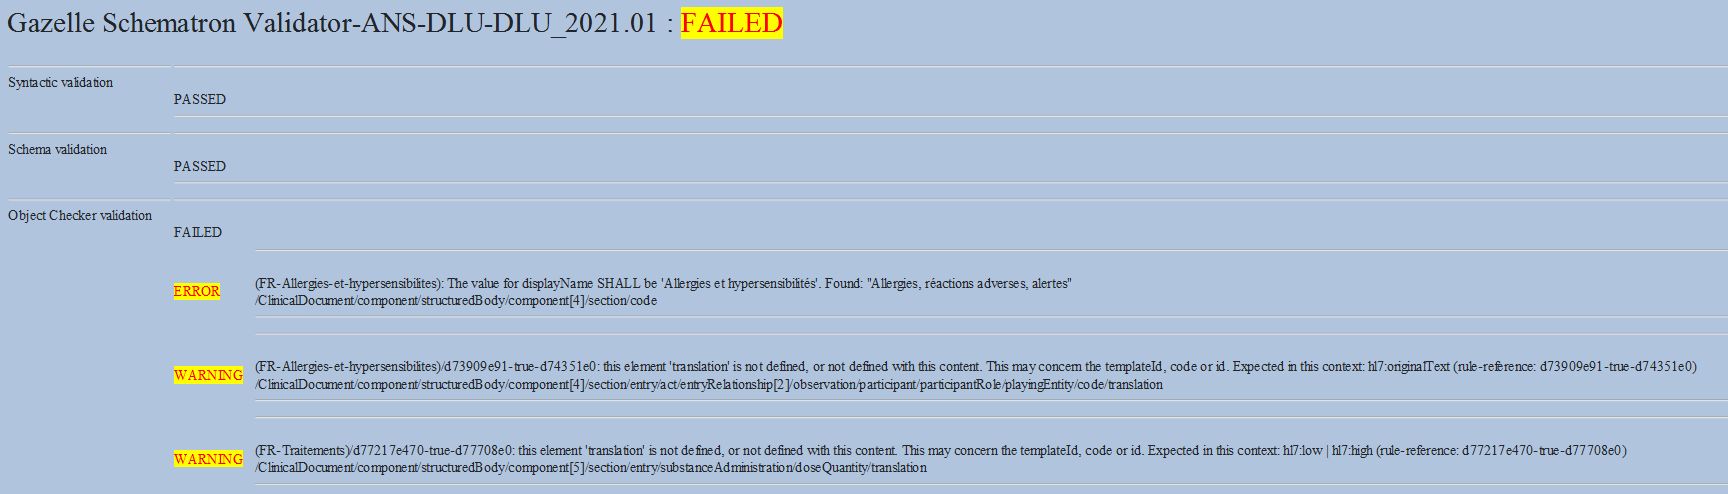 Gazelle Schematron Validator-ANS-DLU-DLU_2021.01 : FAILED
Syntactic validation
PASSED
Schema validation
PASSED
Object Checker validation
FAILED
ERROR
(FR-Allergies-et-hypersensibilites): The value for displayName SHALL be 'Allergies et hypersensibilités'. Found: "Allergies, réactions adverses, alertes"
/ClinicalDocument/component/structuredBody/component[4]/section/code
WARNING
(FR-Allergies-et-hypersensibilites)/d73909e91-true-d74351e0: this element 'translation' is not defined, or not defined with this content. This may concern the templateId, code or id. Expected in this context: hl7:originalText (rule-reference: d73909e91-true-d74351e0)
/ClinicalDocument/component/structuredBody/component[4]/section/entry/act/entryRelationship[2]/observation/participant/participantRole/playingEntity/code/translation
WARNING
(FR-Traitements)/d77217e470-true-d77708e0: this element 'translation' is not defined, or not defined with this content. This may concern the templateId, code or id. Expected in this context: hl7:low | hl7:high (rule-reference: d77217e470-true-d77708e0)
/ClinicalDocument/component/structuredBody/component[5]/section/entry/substanceAdministration/doseQuantity/translation